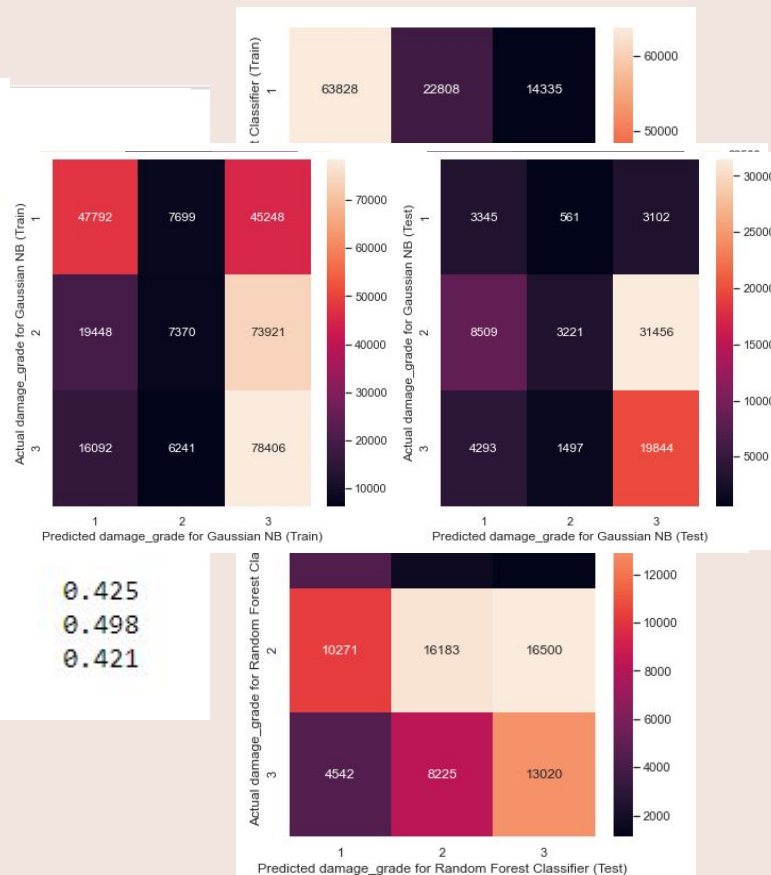 t Classifier (Train)
1
63828 22808 14335
60000
50000
Actual damage_grade for Gaussian NB (Train)
1
47792 7699 45248
2
19448 7370 73921
3
16092 6241 78406
1 2 3
Predicted damage_grade for Gaussian NB (Train)
70000
60000
50000
40000
30000
20000
10000
Actual damage_grade for Gaussian NB (Test)
1
3345 561 3102
2
8509 3221 31456
3
4293 1497 19844
1 2 3
Predicted damage_grade for Gaussian NB (Test)
30000
25000
20000
15000
10000
5000
0.425
0.498
0.421
Actual damage_grade for Random Forest Cla
2
10271 16183 16500
3
4542 8225 13020
1 2 3
Predicted damage_grade for Random Forest Classifier (Test)
12000
10000
8000
6000
4000
2000